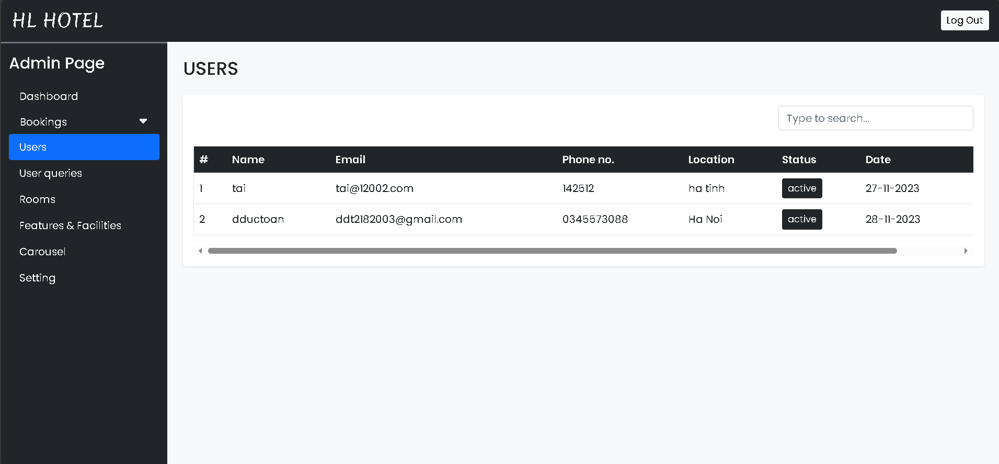 HL HOTEL
Log Out
Admin Page
Dashboard
Bookings
Users
User queries
Rooms
Features & Facilities
Carousel
Setting
USERS
Type to search...
# Name Email Phone no. Location Status Date
1 tai tai@12002.com 142512 ha tinh active 27-11-2023
2 dductoan ddt2182003@gmail.com 0345573088 Ha Noi active 28-11-2023